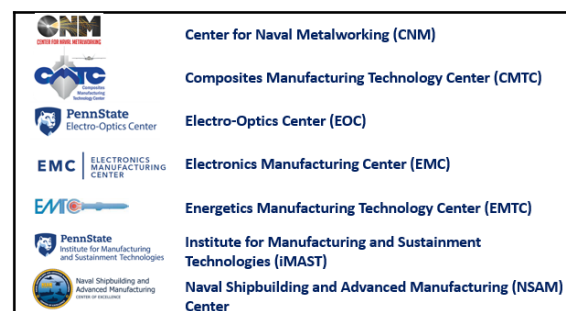 CNM
CENTER FOR NAVAL METALWORKING
Center for Naval Metalworking (CNM)
CMTC
Composites
Manufacturing
Technology Center
Composites Manufacturing Technology Center (CMTC)
PennState
Electro-Optics Center
Electro-Optics Center (EOC)
EMC
ELECTRONICS
MANUFACTURING
CENTER
Electronics Manufacturing Center (EMC)
EMTC
Energetics Manufacturing Technology Center (EMTC)
PennState
Institute for Manufacturing
and Sustainment
Technologies
Institute for Manufacturing and Sustainment
Technologies (iMAST)
Naval Shipbuilding and
Advanced Manufacturing
CENTER OF EXCELLENCE
Naval Shipbuilding and Advanced Manufacturing (NSAM)
Center